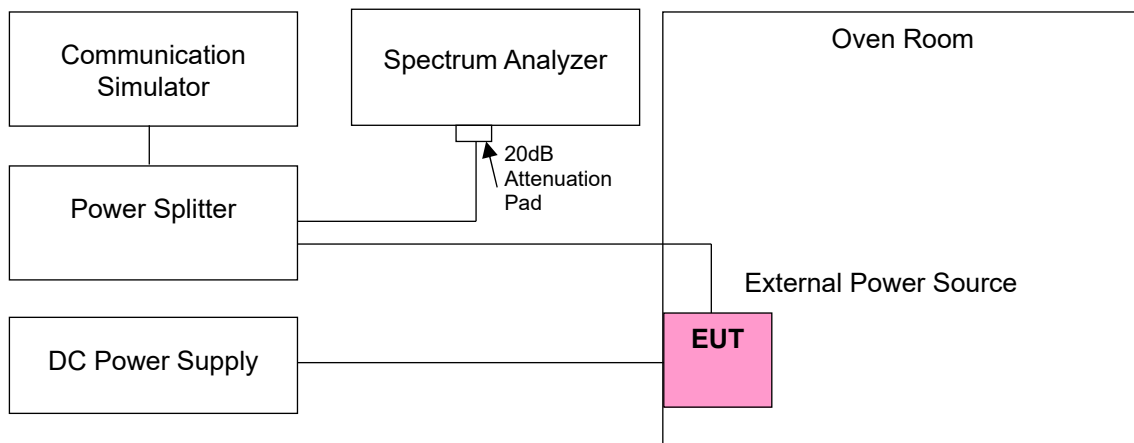 Communication
Simulator
Spectrum Analyzer
Oven Room
20dB
Attenuation
Pad
Power Splitter
External Power Source
EUT
DC Power Supply